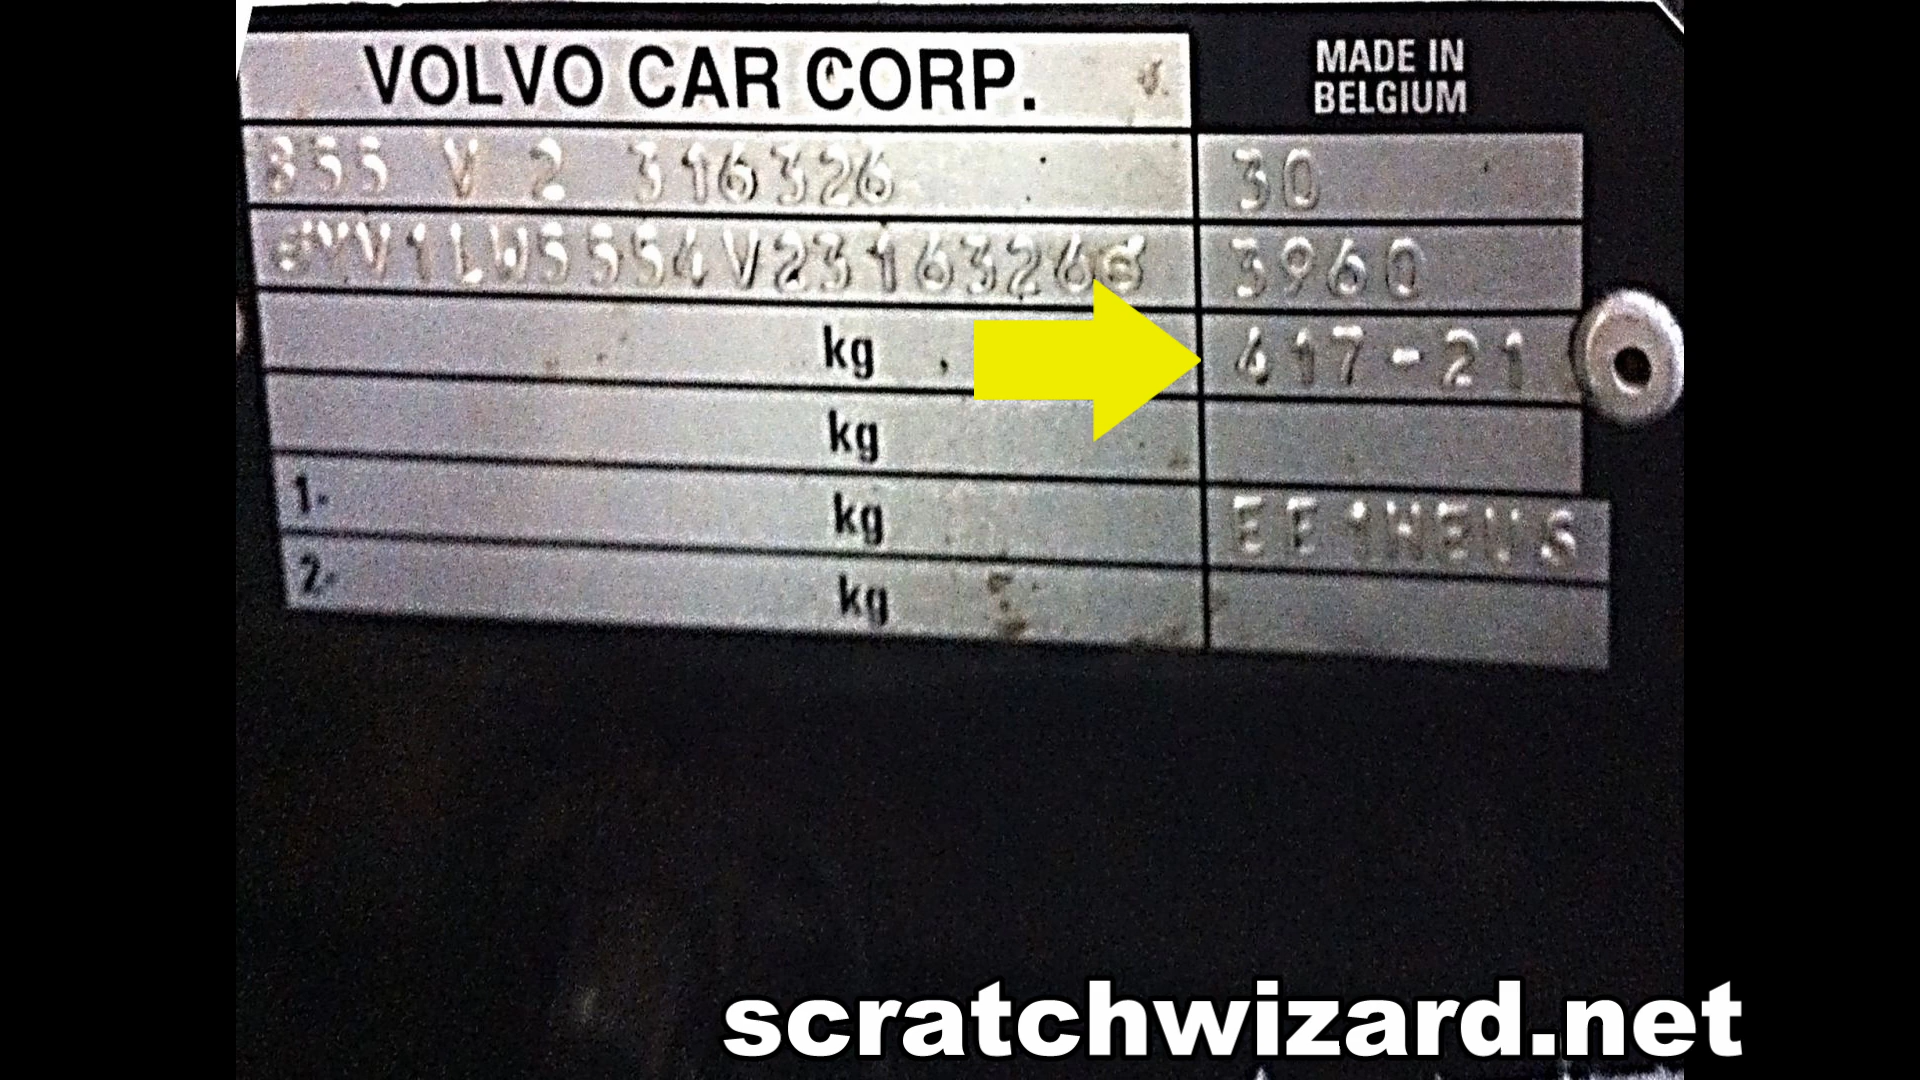 VOLVO CAR CORP.
MADE IN
BELGIUM
855 V 2 316326
30
YV1LW5554V2316326
3960
kg
417-21
kg
1-
kg
EE1HEUS
2-
kg
scratchwizard.net